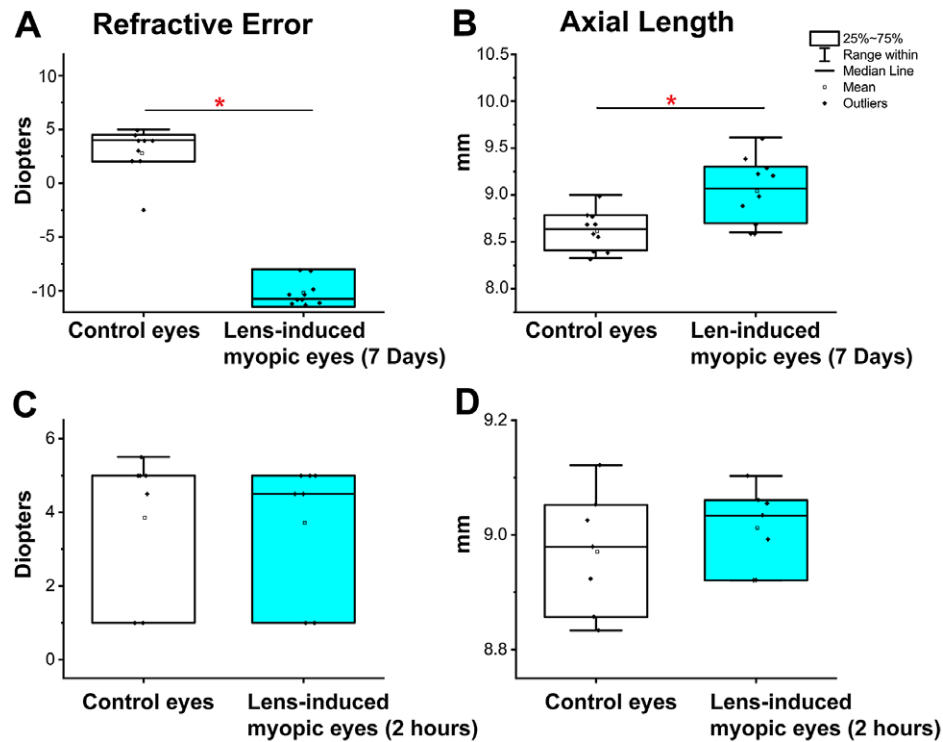 A Refractive Error
B Axial Length
25%~75%
Range within
Median Line
Mean
Outliers
Diopters
10
5
0
-5
-10
*
Control eyes
Lens-induced
myopic eyes (7 Days)
mm
10.5
10.0
9.5
9.0
8.5
8.0
*
Control eyes
Len-induced
myopic eyes (7 Days)
C
Diopters
6
4
2
0
Control eyes
Lens-induced
myopic eyes (2 hours)
D
mm
9.2
9.0
8.8
Control eyes
Lens-induced
myopic eyes (2 hours)